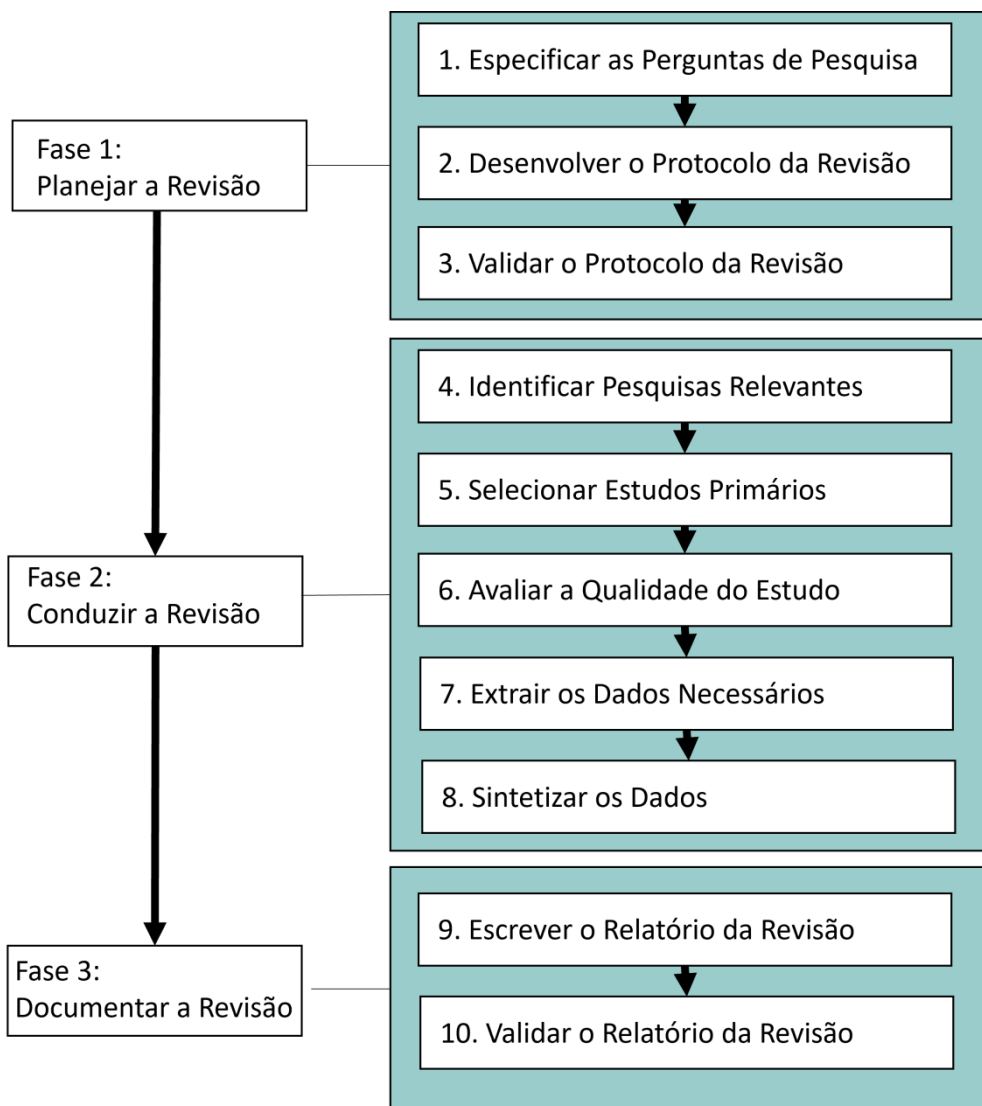 Fase 1:
Planejar a Revisão
1. Especificar as Perguntas de Pesquisa
2. Desenvolver o Protocolo da Revisão
3. Validar o Protocolo da Revisão
Fase 2:
Conduzir a Revisão
4. Identificar Pesquisas Relevantes
5. Selecionar Estudos Primários
6. Avaliar a Qualidade do Estudo
7. Extrair os Dados Necessários
8. Sintetizar os Dados
Fase 3:
Documentar a Revisão
9. Escrever o Relatório da Revisão
10. Validar o Relatório da Revisão